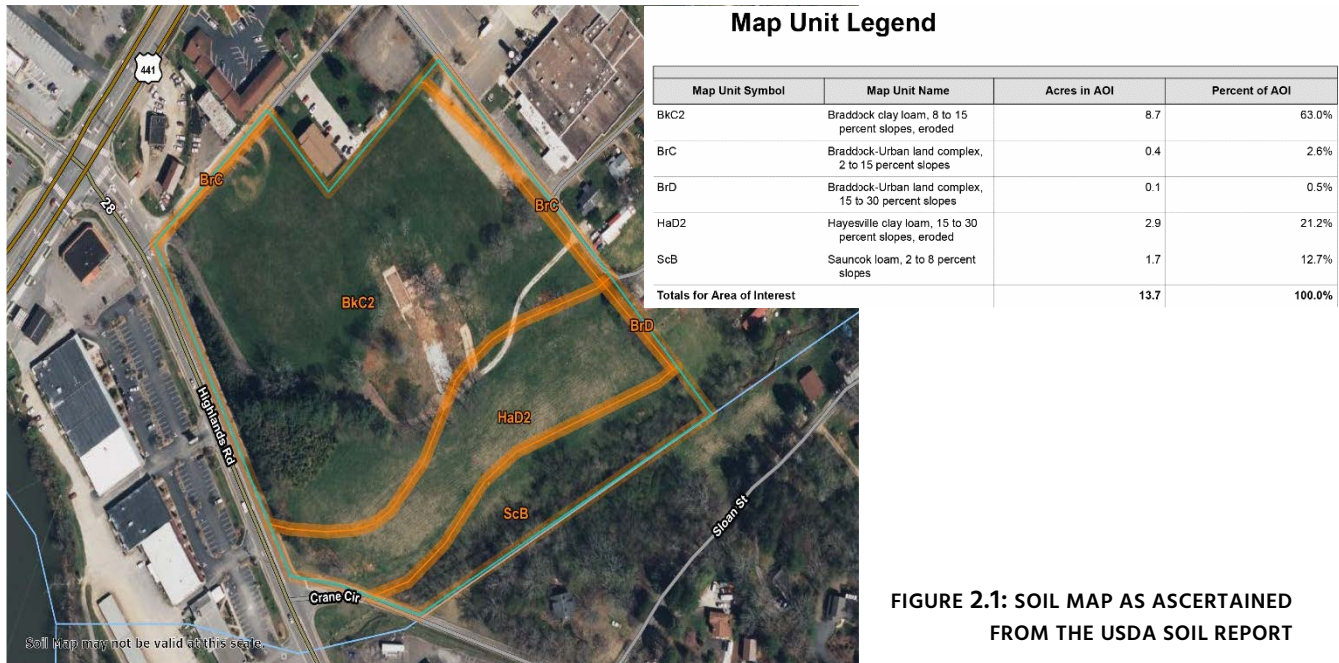 441
28
BrC
BrC
BkC2
BrD
HaD2
ScB
Highlands Rd
Sloan St
Crane Cir
Soil Map may not be valid at this scale.
Map Unit Legend
Map Unit Symbol Map Unit Name Acres in AOI Percent of AOI
BkC2 Braddock clay loam, 8 to 15 8.7 63.0%
percent slopes, eroded
BrC Braddock-Urban land complex, 0.4 2.6%
2 to 15 percent slopes
BrD Braddock-Urban land complex, 0.1 0.5%
15 to 30 percent slopes
HaD2 Hayesville clay loam, 15 to 30 2.9 21.2%
percent slopes, eroded
ScB Sauncok loam, 2 to 8 percent 1.7 12.7%
slopes
Totals for Area of Interest 13.7 100.0%
FIGURE 2.1: SOIL MAP AS ASCERTAINED
FROM THE USDA SOIL REPORT